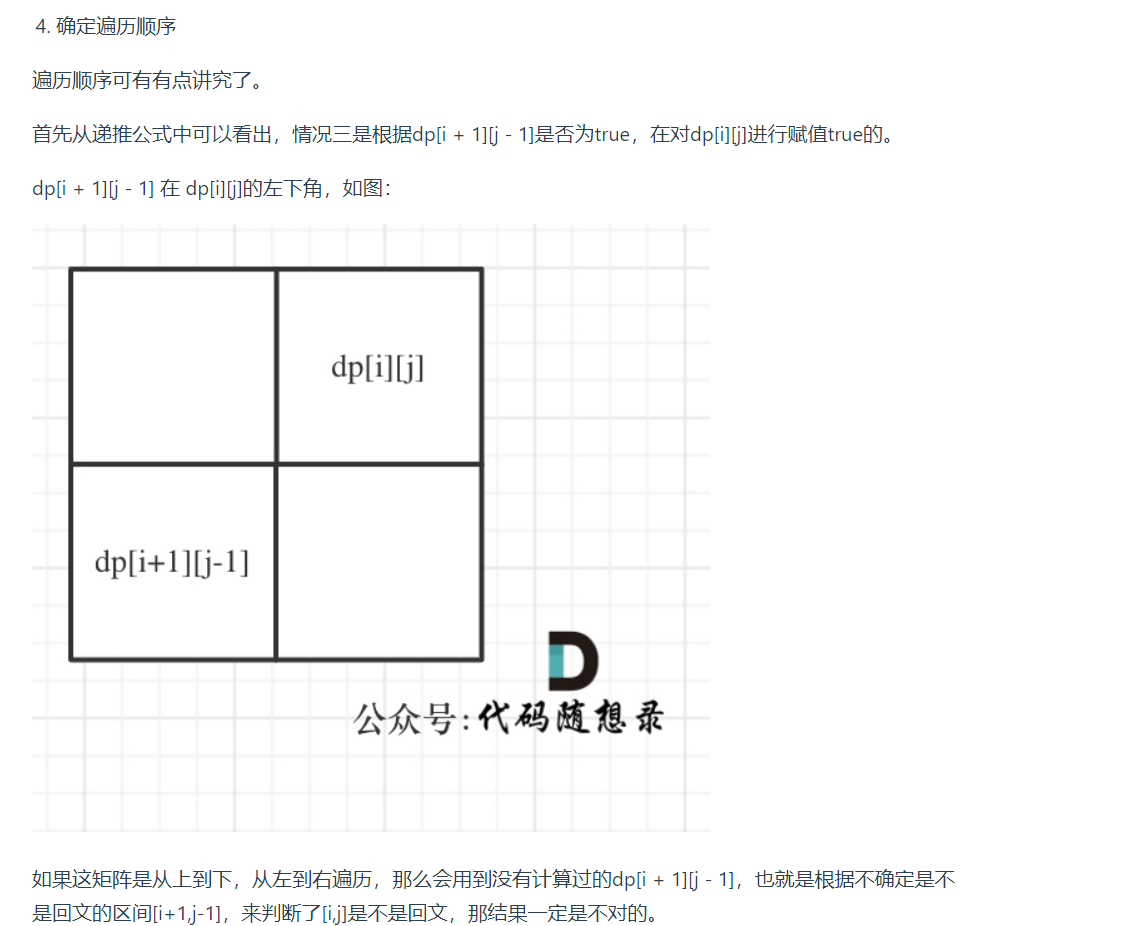 4. 确定遍历顺序
遍历顺序可有有点讲究了。
首先从递推公式中可以看出，情况三是根据dp[i + 1][j - 1]是否为true，在对dp[i][j]进行赋值true的。
dp[i + 1][j - 1] 在 dp[i][j]的左下角，如图：
dp[i][j]
dp[i+1][j-1]
公众号:代码随想录
如果这矩阵是从上到下，从左到右遍历，那么会用到没有计算过的dp[i + 1][j - 1]，也就是根据不确定是不
是回文的区间[i+1,j-1]，来判断了[i,j]是不是回文，那结果一定是不对的。